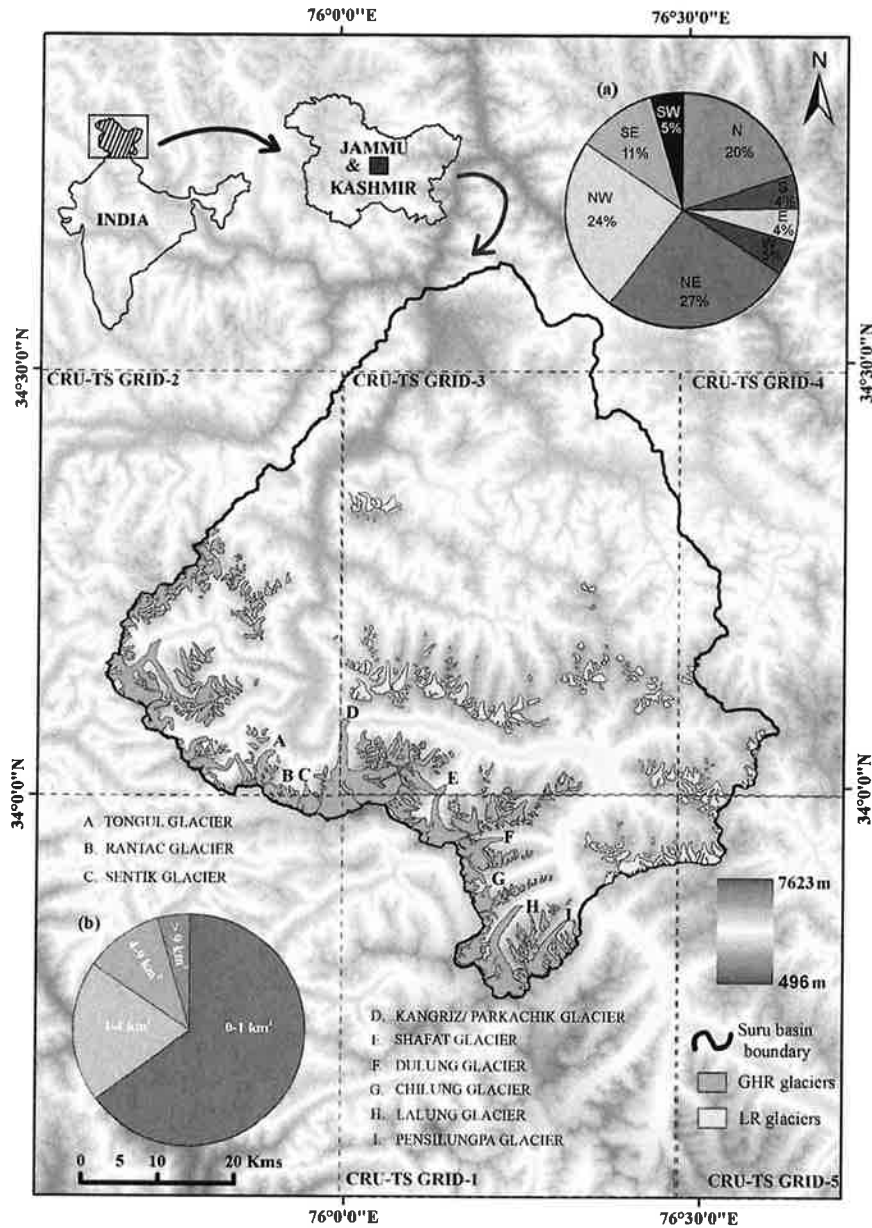 76°0'0"E
76°30'0"E
N
(a)
SW
5%
SE
11%
N
20%
JAMMU
&
KASHMIR
S
4%
E
4%
NW
24%
W
5%
INDIA
NE
27%
34°30'0"N
34°30'0"N
CRU-TS GRID-2
CRU-TS GRID-3
CRU-TS GRID-4
D
A
B
C
E
34°0'0"N
34°0'0"N
A. TONGUL GLACIER
B. RANTAC GLACIER
C. SENTIK GLACIER
F
G
H
I
7623 m
496 m
(b)
4-9 km²
1-4 km²
0-1 km²
D. KANGRIZ/ PARKACHIK GLACIER
E. SHAFAT GLACIER
F. DULUNG GLACIER
G. CHILUNG GLACIER
H. LALUNG GLACIER
I. PENSILUNGPA GLACIER
Suru basin
boundary
GHR glaciers
LR glaciers
0 5 10 20 Kms
CRU-TS GRID-1
CRU-TS GRID-5
76°0'0"E
76°30'0"E